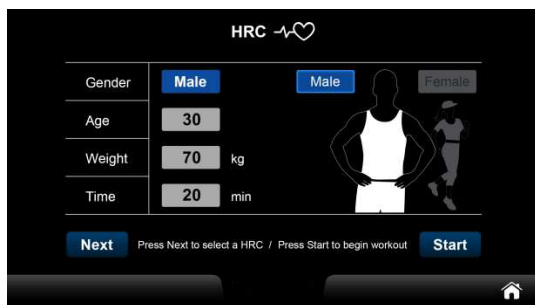 HRC
Gender Male Male Female
Age 30
Weight 70 kg
Time 20 min
Next Press Next to select a HRC / Press Start to begin workout Start